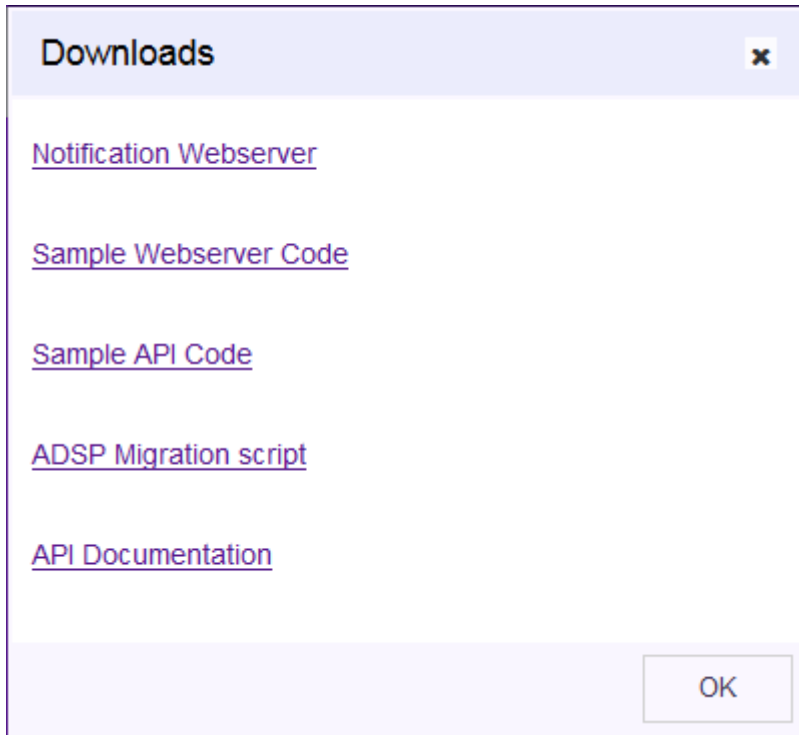 Downloads
Notification Webserver
Sample Webserver Code
Sample API Code
ADSP Migration script
API Documentation
OK